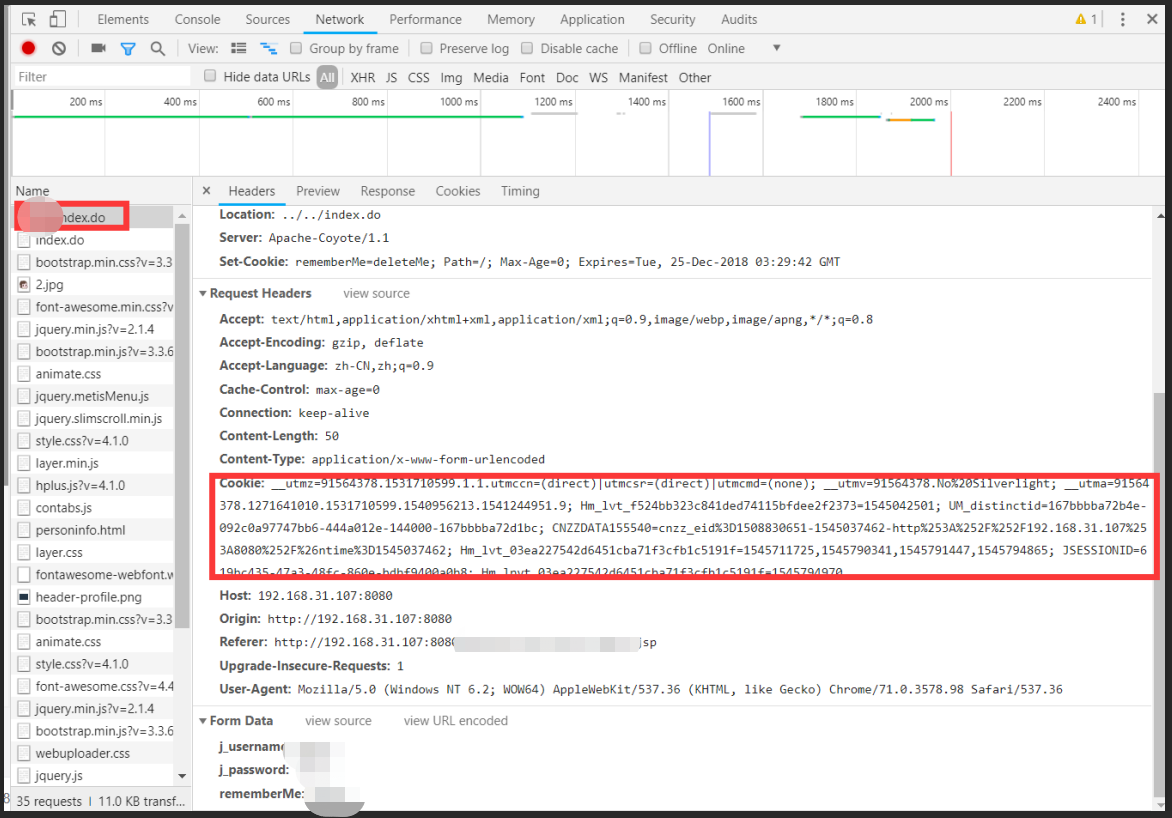 Elements Console Sources Network Performance Memory Application Security Audits 1
View: Group by frame Preserve log Disable cache Offline Online
Filter Hide data URLs All XHR JS CSS Img Media Font Doc WS Manifest Other
200 ms 400 ms 600 ms 800 ms 1000 ms 1200 ms 1400 ms 1600 ms 1800 ms 2000 ms 2200 ms 2400 ms
Name
ndex.do
index.do
bootstrap.min.css?v=3.3
2.jpg
font-awesome.min.css?v
jquery.min.js?v=2.1.4
bootstrap.min.js?v=3.3.6
animate.css
jquery.metisMenu.js
jquery.slimscroll.min.js
style.css?v=4.1.0
layer.min.js
hplus.js?v=4.1.0
contabs.js
personinfo.html
layer.css
fontawesome-webfont.w
header-profile.png
bootstrap.min.css?v=3.3
animate.css
style.css?v=4.1.0
font-awesome.css?v=4.4
jquery.min.js?v=2.1.4
bootstrap.min.js?v=3.3.6
webuploader.css
jquery.js
8 35 requests 11.0 KB transf...
Headers Preview Response Cookies Timing
Location: ../../index.do
Server: Apache-Coyote/1.1
Set-Cookie: rememberMe=deleteMe; Path=/; Max-Age=0; Expires=Tue, 25-Dec-2018 03:29:42 GMT
Request Headers view source
Accept: text/html,application/xhtml+xml,application/xml;q=0.9,image/webp,image/apng,*/*;q=0.8
Accept-Encoding: gzip, deflate
Accept-Language: zh-CN,zh;q=0.9
Cache-Control: max-age=0
Connection: keep-alive
Content-Length: 50
Content-Type: application/x-www-form-urlencoded
Cookie: __utmz=91564378.1531710599.1.1.utmccn=(direct)|utmcsr=(direct)|utmcmd=(none); __utmv=91564378.No%20Silverlight; __utma=91564
378.1271641010.1531710599.1540956213.1541244951.9; Hm_lvt_f524bb323c841ded74115bfdee2f2373=1545042501; UM_distinctid=167bbbba72b4e-
092c0a97747bb6-444a012e-144000-167bbbba72d1bc; CNZZDATA155540=cnzz_eid%3D1508830651-1545037462-http%253A%252F%252F192.168.31.107%25
3A8080%252F%26ntime%3D1545037462; Hm_lvt_03ea227542d6451cba71f3cfb1c5191f=1545711725,1545790341,1545791447,1545794865; JSESSIONID=6
19bc435-47a3-48fc-860e-bdbf9400a0b8; Hm_lpvt_03ea227542d6451cba71f3cfb1c5191f=1545794970
Host: 192.168.31.107:8080
Origin: http://192.168.31.107:8080
Referer: http://192.168.31.107:8080 jsp
Upgrade-Insecure-Requests: 1
User-Agent: Mozilla/5.0 (Windows NT 6.2; WOW64) AppleWebKit/537.36 (KHTML, like Gecko) Chrome/71.0.3578.98 Safari/537.36
Form Data view source view URL encoded
j_username
j_password:
rememberMe: